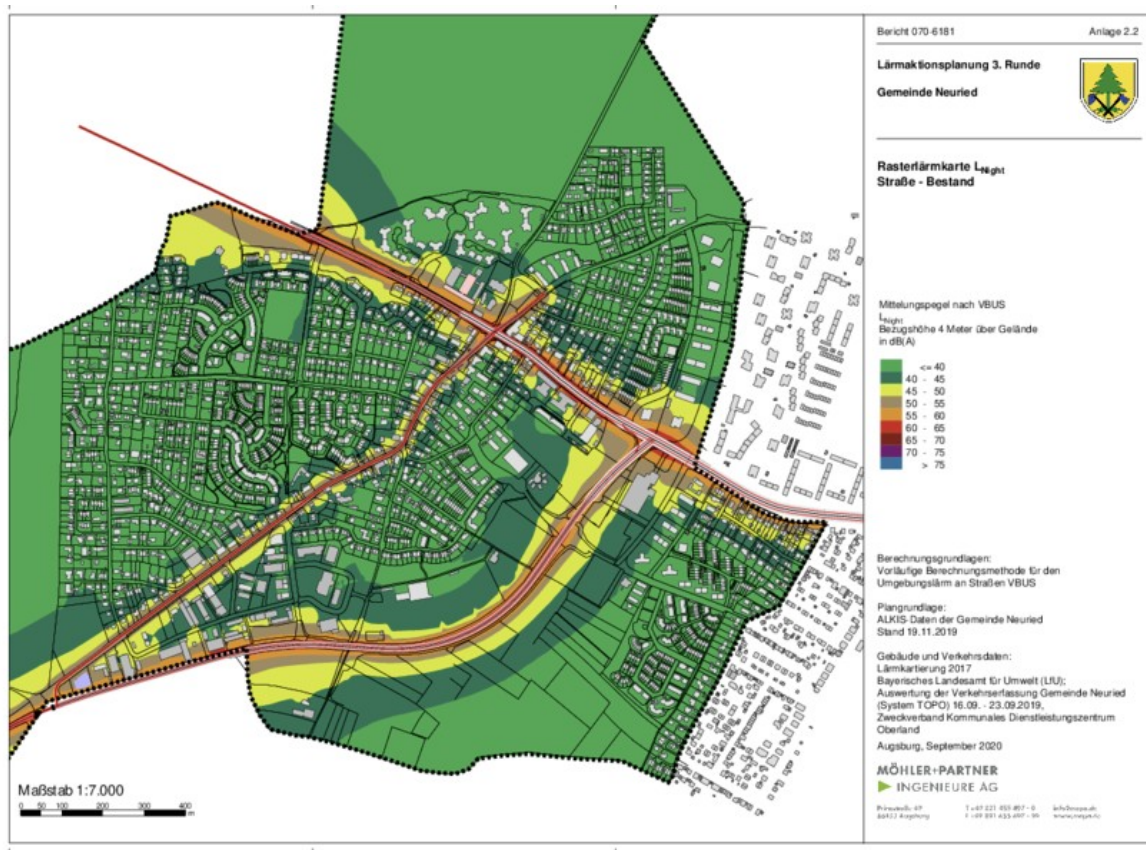 Bericht 070-6181 Anlage 2.2
Lärmaktionsplanung 3. Runde
Gemeinde Neuried
Rasterlärmkarte LNight
Straße - Bestand
Mittelungspegel nach VBUS
LNight
Bezugshöhe 4 Meter über Gelände
in dB(A)
<= 40
40 - 45
45 - 50
50 - 55
55 - 60
60 - 65
65 - 70
70 - 75
> 75
Berechnungsgrundlagen:
Vorläufige Berechnungsmethode für den
Umgebungslärm an Straßen VBUS
Plangrundlage:
ALKIS-Daten der Gemeinde Neuried
Stand 19.11.2019
Gebäude und Verkehrsdaten:
Lärmkartierung 2017
Bayerisches Landesamt für Umwelt (LfU);
Auswertung der Verkehrserfassung Gemeinde Neuried
(System TOPO) 16.09. - 23.09.2019,
Zweckverband Kommunales Dienstleistungszentrum
Oberland
Augsburg, September 2020
MÖHLER+PARTNER
INGENIEURE AG
Maßstab 1:7.000
0 50 100 200 300 400
m